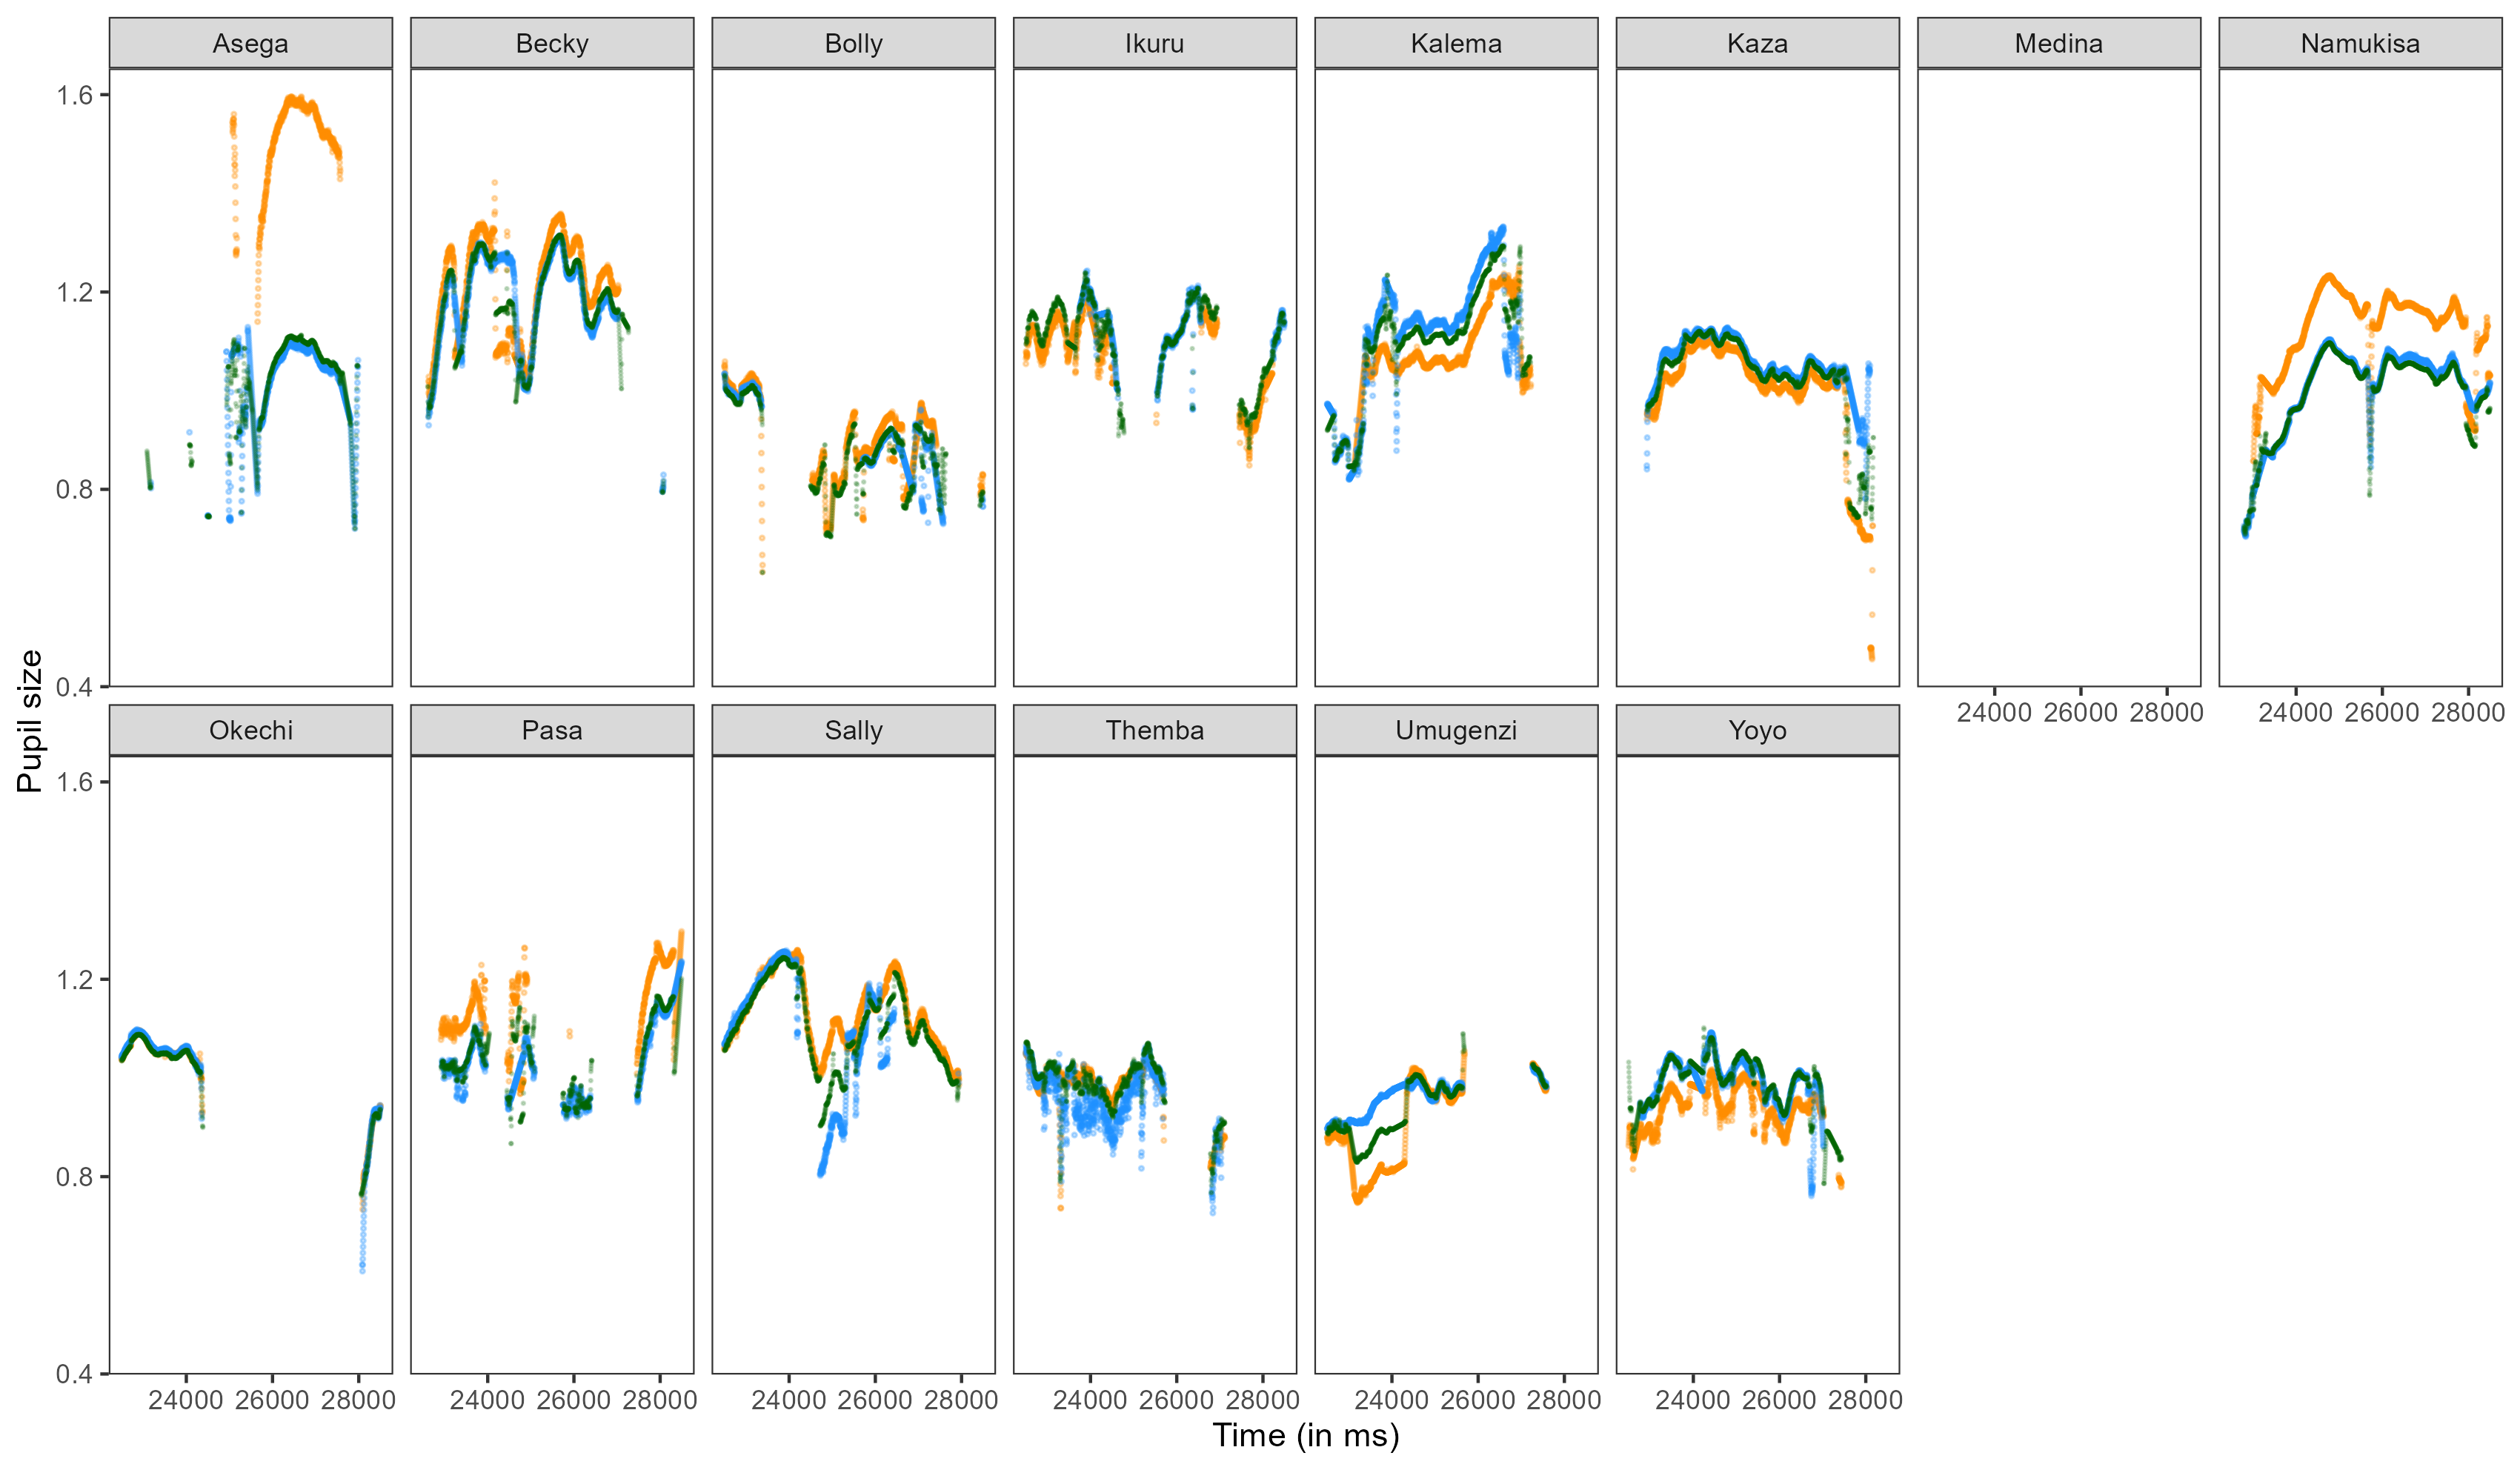 Asega Becky Bolly Ikuru Kalema Kaza Medina Namukisa
1.6
1.2
0.8
0.4
24000 26000 28000 24000 26000 28000
Pupil size
Okechi Pasa Sally Themba Umugenzi Yoyo
1.6
1.2
0.8
0.4
24000 26000 28000 24000 26000 28000 24000 26000 28000 24000 26000 28000 24000 26000 28000 24000 26000 28000
Time (in ms)